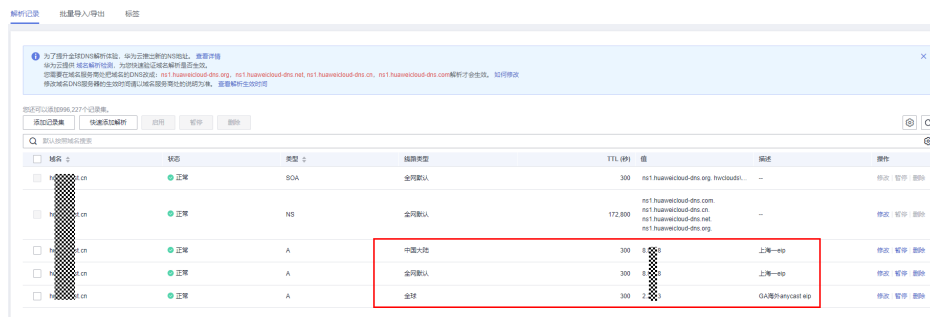 解析记录 批量导入/导出 标签
为了提升全球DNS解析体验，华为云推出新的NS地址。 查看详情
华为云提供 域名解析检测，为您快速验证域名解析是否生效。
您需要在域名服务商处把域名的DNS改成：ns1.huaweicloud-dns.org、ns1.huaweicloud-dns.net、ns1.huaweicloud-dns.cn、ns1.huaweicloud-dns.com解析才会生效。 如何修改
修改域名DNS服务器的生效时间请以域名服务商处的说明为准。 查看解析生效时间
您还可以添加996,227个记录集。
添加记录集 快速添加解析 启用 暂停 删除
默认按照域名搜索
域名 状态 类型 线路类型 TTL (秒) 值 描述 操作
st.cn 正常 SOA 全网默认 300 ns1.huaweicloud-dns.org. hwclouds\... -- 修改 暂停 删除
ns1.huaweicloud-dns.com.
ns1.huaweicloud-dns.cn.
st.cn 正常 NS 全网默认 172,800 ns1.huaweicloud-dns.net. -- 修改 暂停 删除
ns1.huaweicloud-dns.org.
st.cn 正常 A 中国大陆 300 8. 8 上海—eip 修改 暂停 删除
st.cn 正常 A 全网默认 300 8 上海—eip 修改 暂停 删除
st.cn 正常 A 全球 300 2. 3 GA海外anycast eip 修改 暂停 删除